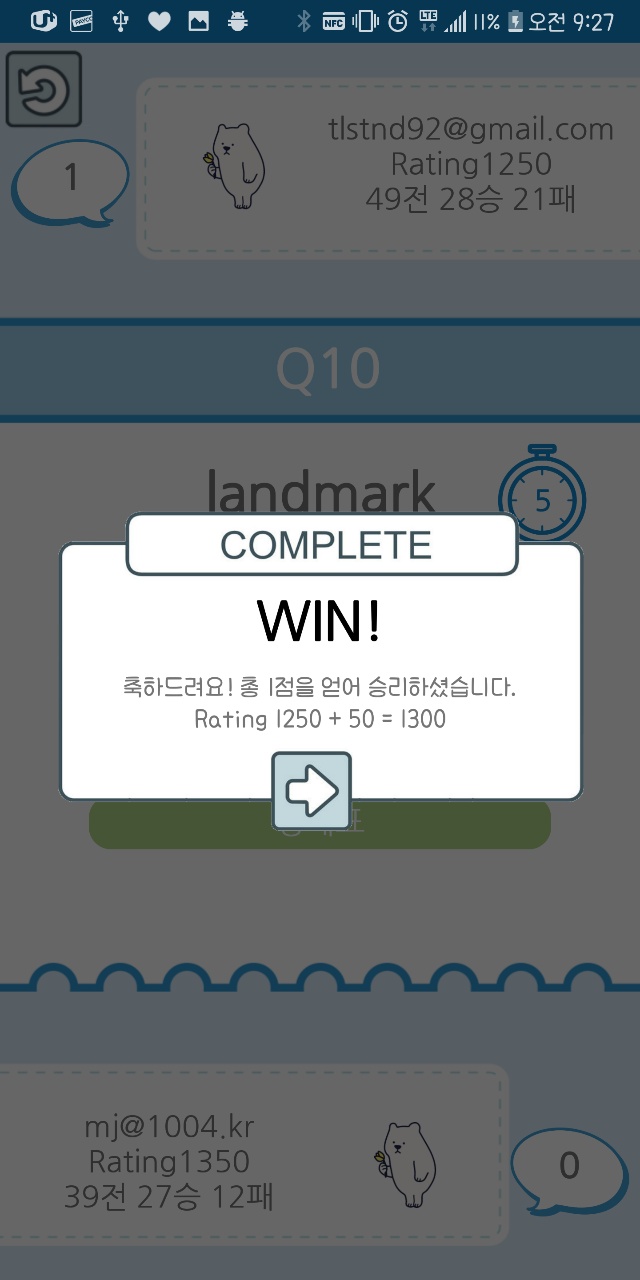 NFC LTE 11% 오전 9:27
1
tlstnd92@gmail.com
Rating1250
49전 28승 21패
Q10
landmark
5
COMPLETE
WIN!
축하드려요! 총 1점을 얻어 승리하셨습니다.
Rating 1250 + 50 = 1300
mj@1004.kr
Rating1350
39전 27승 12패
0